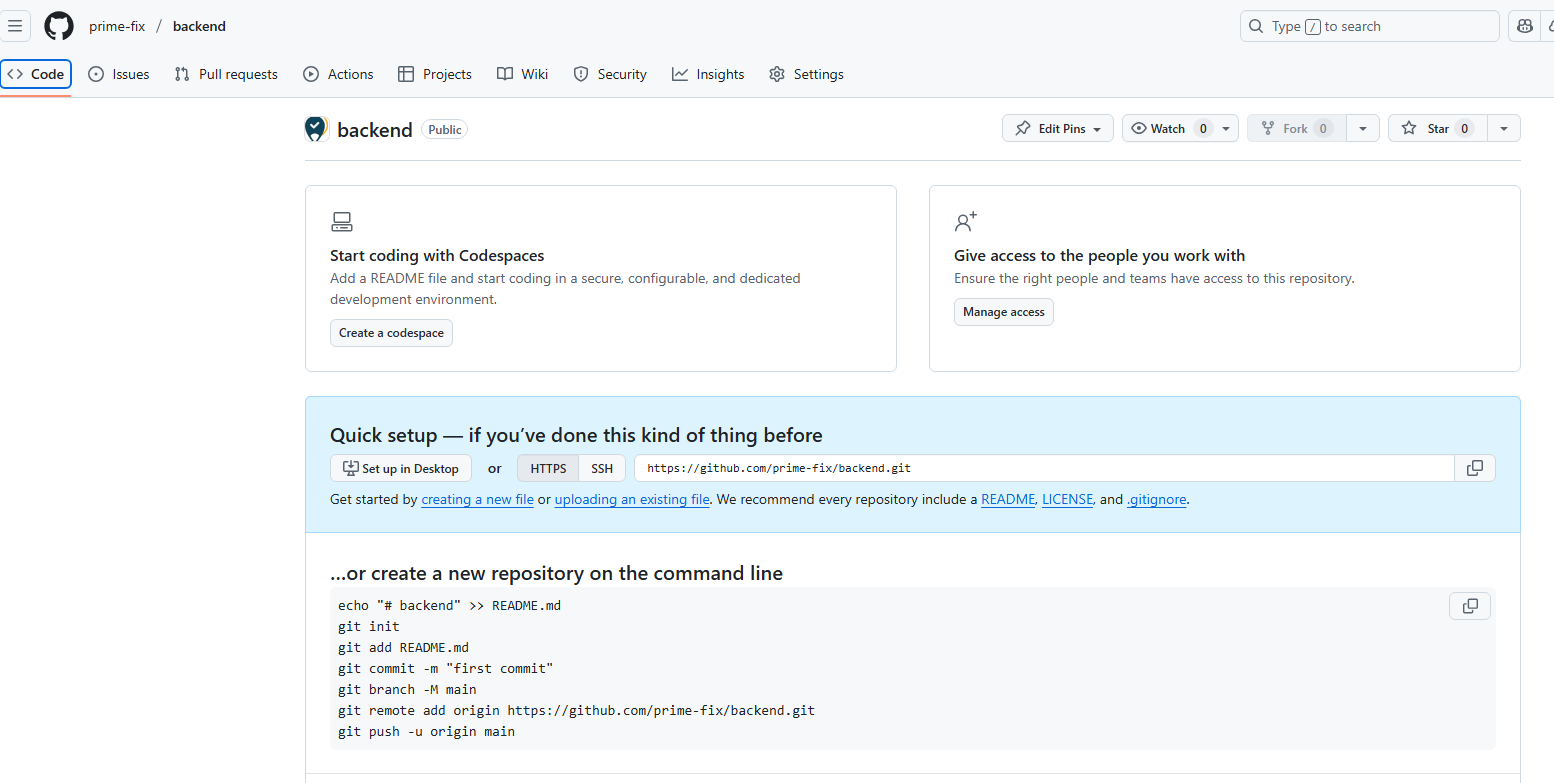 prime-fix / backend
Type / to search
Code Issues Pull requests Actions Projects Wiki Security Insights Settings
backend Public
Edit Pins Watch 0 Fork 0 Star 0
Start coding with Codespaces
Add a README file and start coding in a secure, configurable, and dedicated
development environment.
Create a codespace
Give access to the people you work with
Ensure the right people and teams have access to this repository.
Manage access
Quick setup — if you’ve done this kind of thing before
Set up in Desktop or HTTPS SSH https://github.com/prime-fix/backend.git
Get started by creating a new file or uploading an existing file. We recommend every repository include a README, LICENSE, and .gitignore.
…or create a new repository on the command line
echo "# backend" >> README.md
git init
git add README.md
git commit -m "first commit"
git branch -M main
git remote add origin https://github.com/prime-fix/backend.git
git push -u origin main